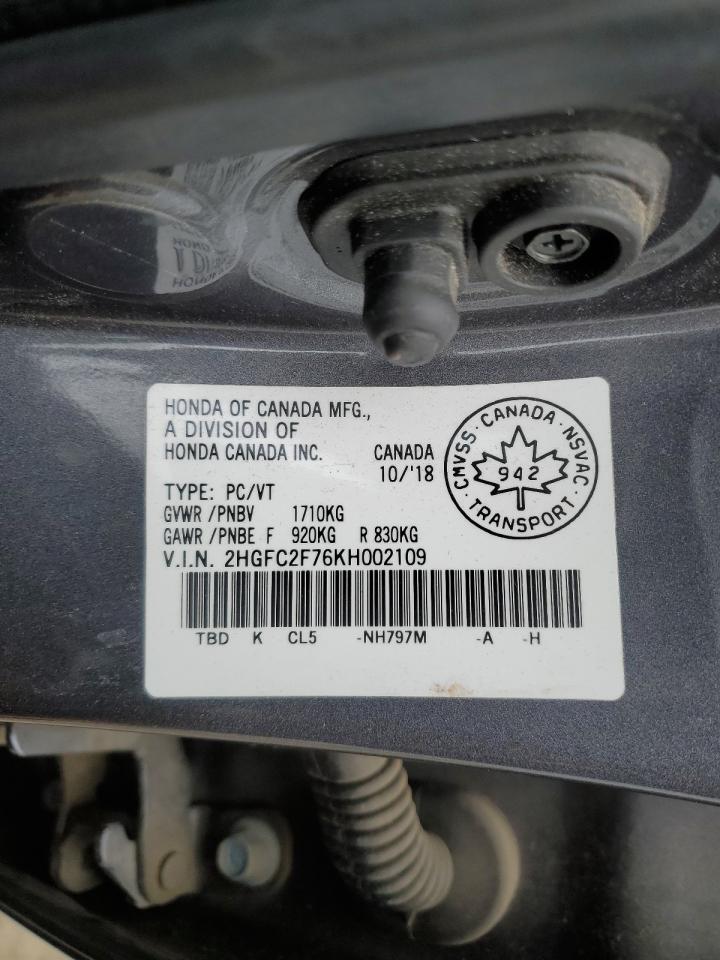 HONDA OF CANADA MFG.,
A DIVISION OF
HONDA CANADA INC. CANADA
10/'18
TYPE: PC/VT
GVWR /PNBV 1710KG
GAWR /PNBE F 920KG R 830KG
V.I.N. 2HGFC2F76KH002109
TBD K CL5 -NH797M -A -H
CMVSS · CANADA · NSVAC · TRANSPORT ·
942